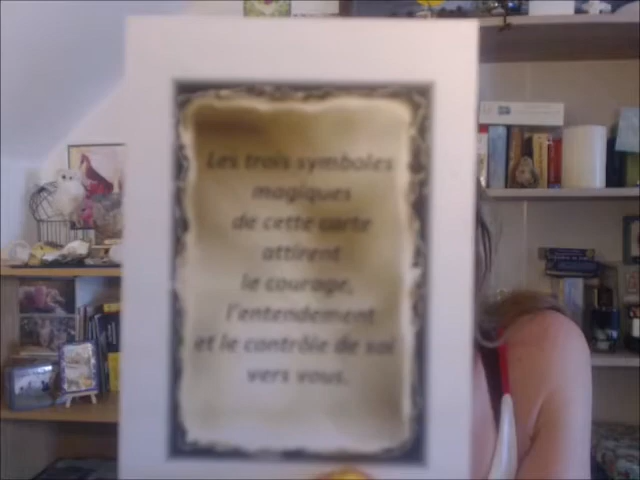 Les trois symboles
magiques
de cette carte
attirent
le courage,
l'entendement
et le contrôle de soi
vers vous.